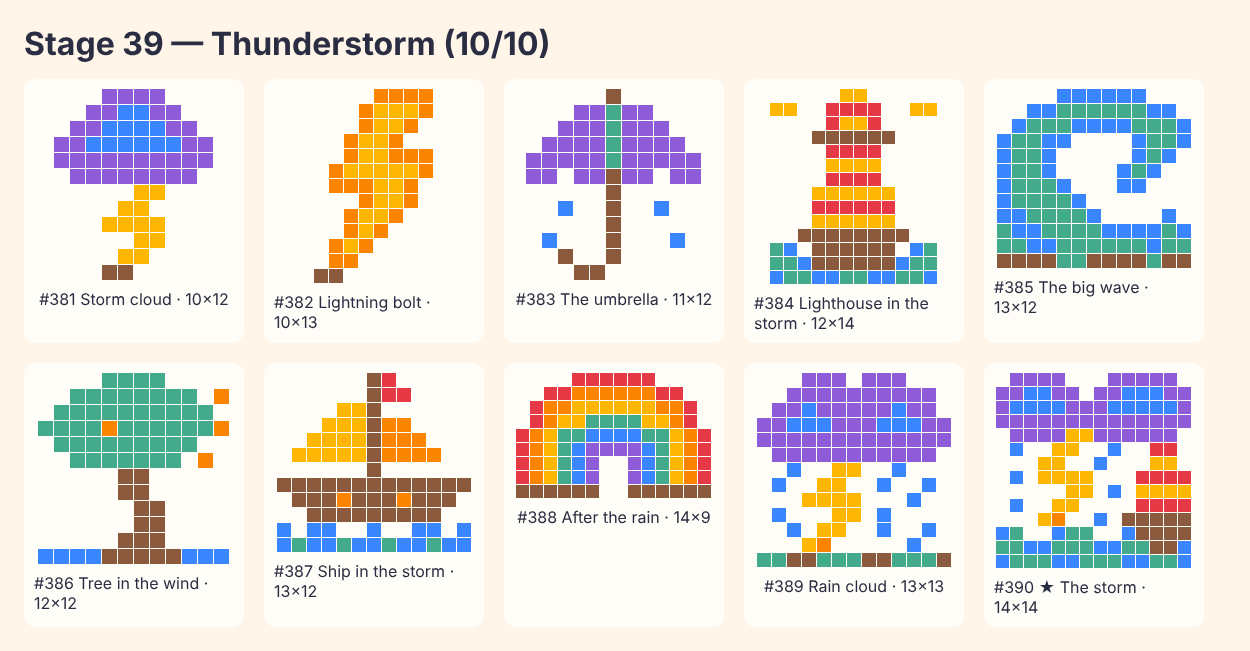 Stage 39 — Thunderstorm (10/10)
#381 Storm cloud · 10×12
#382 Lightning bolt ·
10×13
#383 The umbrella · 11×12
#384 Lighthouse in the
storm · 12×14
#385 The big wave ·
13×12
#386 Tree in the wind ·
12×12
#387 Ship in the storm ·
13×12
#388 After the rain · 14×9
#389 Rain cloud · 13×13
#390 ★ The storm ·
14×14